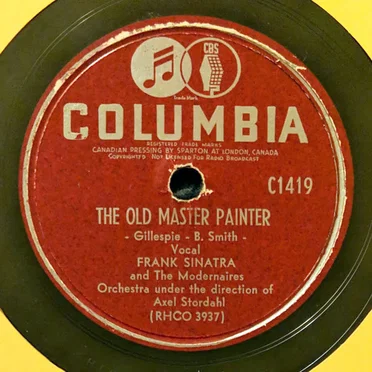 CBS
Trade Mark
COLUMBIA
REGISTERED TRADE MARKS
CANADIAN PRESSING BY SPARTON AT LONDON, CANADA
COPYRIGHTS NOT LICENSED FOR RADIO BROADCAST
C1419
THE OLD MASTER PAINTER
- Gillespie - B. Smith -
Vocal
FRANK SINATRA
and The Modernaires
Orchestra under the direction of
Axel Stordahl
(RHCO 3937)